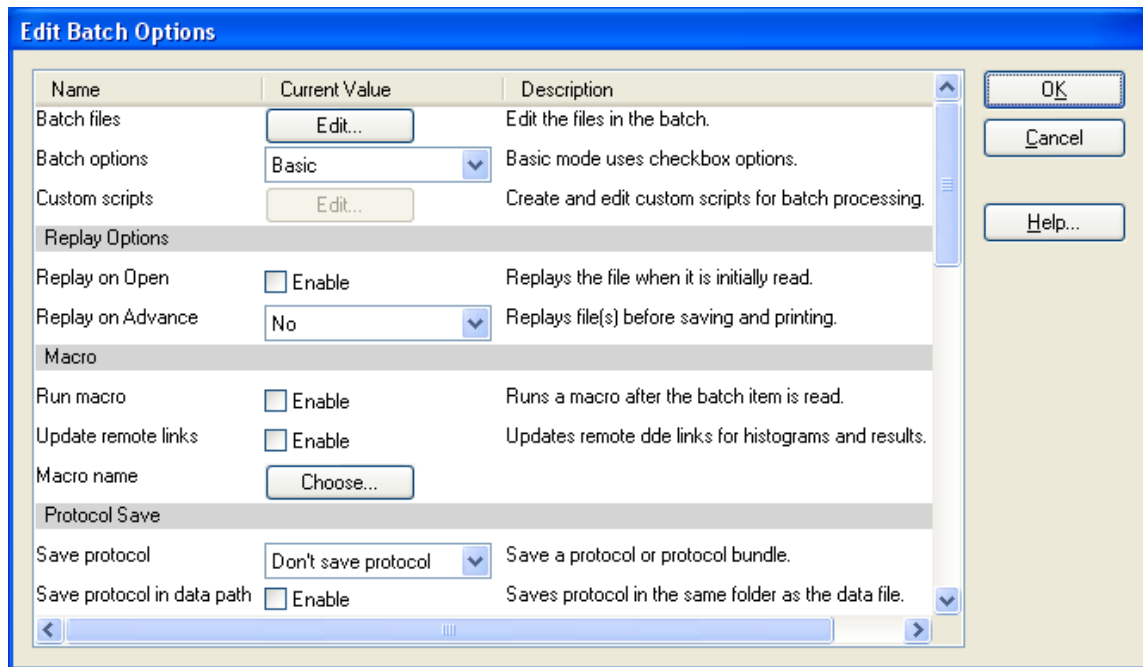 Edit Batch Options
Name Current Value Description
Batch files Edit... Edit the files in the batch.
Batch options Basic Basic mode uses checkbox options.
Custom scripts Edit... Create and edit custom scripts for batch processing.
Replay Options
Replay on Open Enable Replays the file when it is initially read.
Replay on Advance No Replays file(s) before saving and printing.
Macro
Run macro Enable Runs a macro after the batch item is read.
Update remote links Enable Updates remote dde links for histograms and results.
Macro name Choose...
Protocol Save
Save protocol Don't save protocol Save a protocol or protocol bundle.
Save protocol in data path Enable Saves protocol in the same folder as the data file.
OK
Cancel
Help...